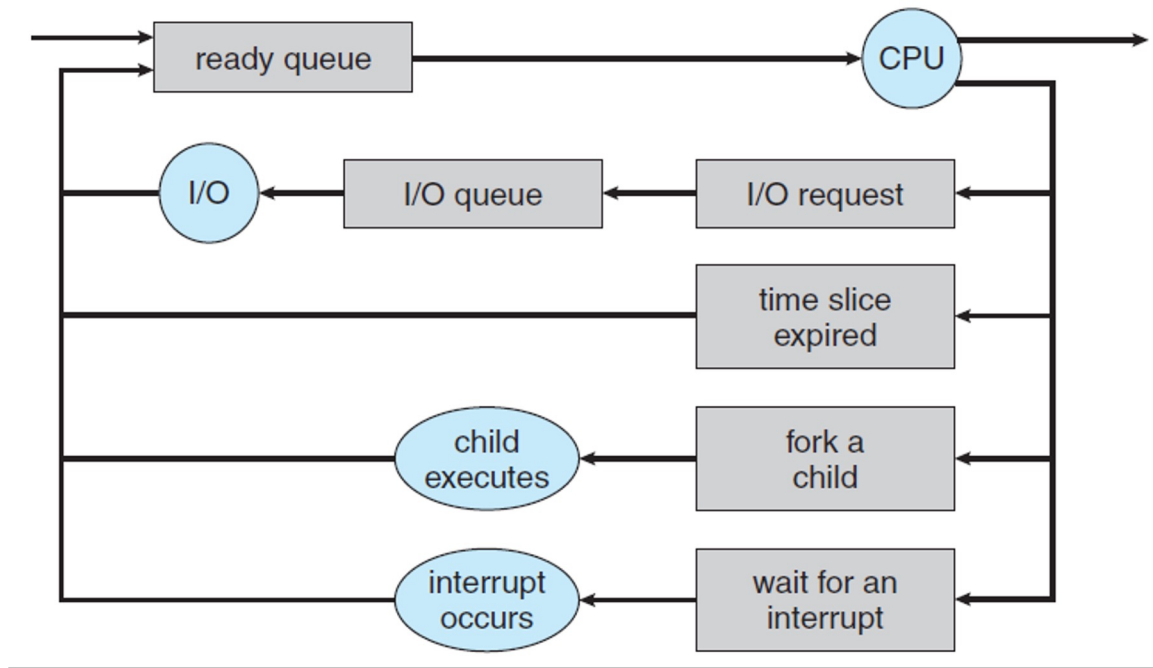 ready queue
CPU
I/O
I/O queue
I/O request
time slice
expired
child
executes
fork a
child
interrupt
occurs
wait for an
interrupt